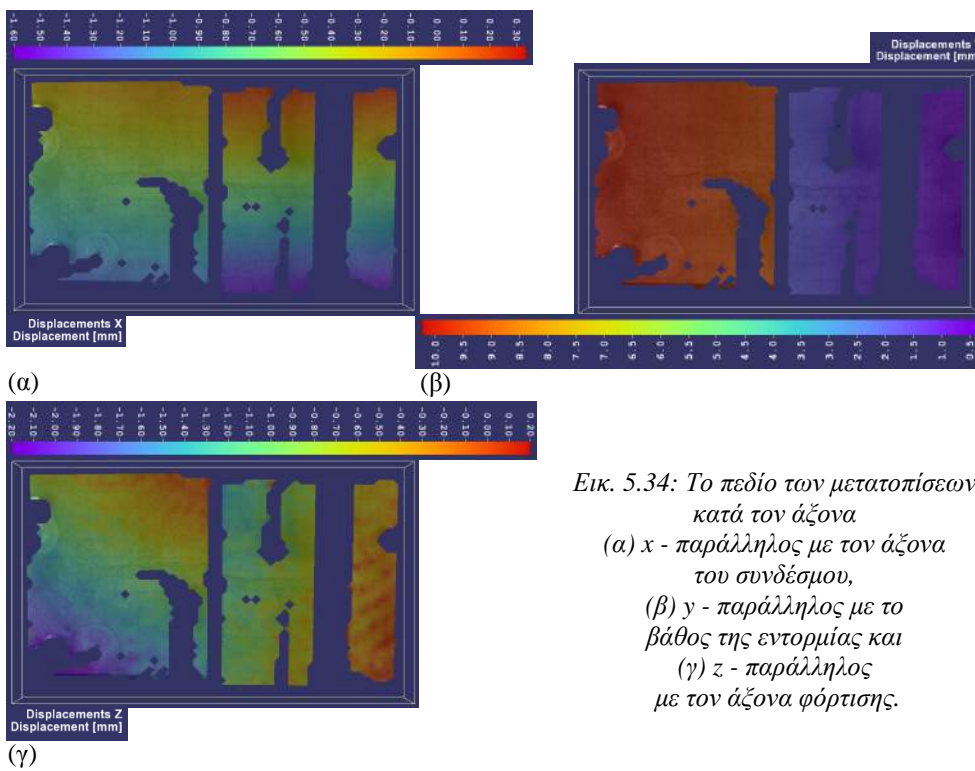 -1.60 -1.50 -1.40 -1.30 -1.20 -1.10 -1.00 -0.90 -0.80 -0.70 -0.60 -0.50 -0.40 -0.30 -0.20 -0.10 0.00 0.10 0.20 0.30
Displacements
Displacement [mm]
Displacements X
Displacement [mm]
10.0 9.5 9.0 8.5 8.0 7.5 7.0 6.5 6.0 5.5 5.0 4.5 4.0 3.5 3.0 2.5 2.0 1.5 1.0 0.5
(α)
(β)
-2.20 -2.10 -2.00 -1.90 -1.80 -1.70 -1.60 -1.50 -1.40 -1.30 -1.20 -1.10 -1.00 -0.90 -0.80 -0.70 -0.60 -0.50 -0.40 -0.30 -0.20 -0.10 0.00 0.10 0.20
Εικ. 5.34: Το πεδίο των μετατοπίσεων
κατά τον άξονα
(α) x - παράλληλος με τον άξονα
του συνδέσμου,
(β) y - παράλληλος με το
βάθος της εντορμίας και
(γ) z - παράλληλος
με τον άξονα φόρτισης.
Displacements Z
Displacement [mm]
(γ)